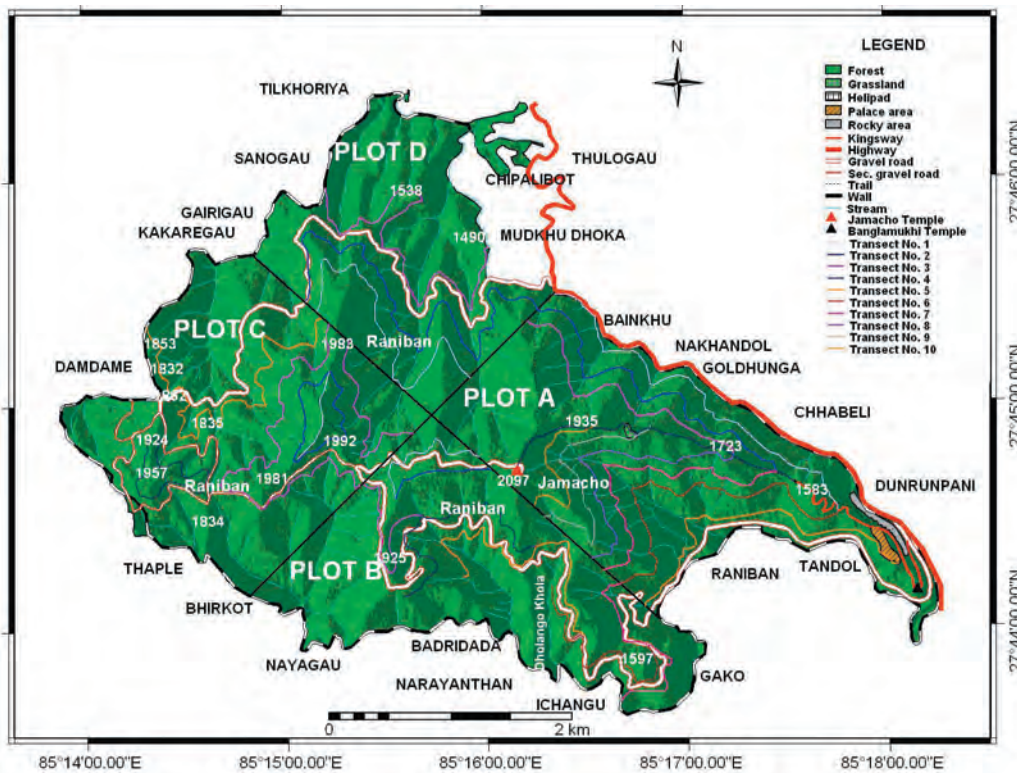 N
LEGEND
Forest
Grassland
Helipad
Palace area
Rocky area
Kingsway
Highway
Gravel road
Sec. gravel road
Trail
Wall
Stream
Jamacho Temple
Banglamukhi Temple
Transect No. 1
Transect No. 2
Transect No. 3
Transect No. 4
Transect No. 5
Transect No. 6
Transect No. 7
Transect No. 8
Transect No. 9
Transect No. 10
TILKHORIYA
SANOGAU
PLOT D
THULOGAU
CHIPALIBOT
1538
GAIRIGAU
KAKAREGAU
1490
MUDKHU DHOKA
PLOT C
Raniban
1983
BAINKHU
1853
1832
DAMDAME
NAKHANDOL
GOLDHUNGA
PLOT A
CHHABELI
1835
1935
1924
1992
1723
1957
1981
Raniban
2097
Jamacho
1583
DUNRUNPANI
1834
Raniban
THAPLE
1925
PLOT B
RANIBAN
TANDOL
BHIRKOT
Dholango Khola
NAYAGAU
BADRIDADA
1597
GAKO
NARAYANTHAN
ICHANGU
0
2 km
27°46'00.00"N
27°45'00.00"N
27°44'00.00"N
85°14'00.00"E
85°15'00.00"E
85°16'00.00"E
85°17'00.00"E
85°18'00.00"E